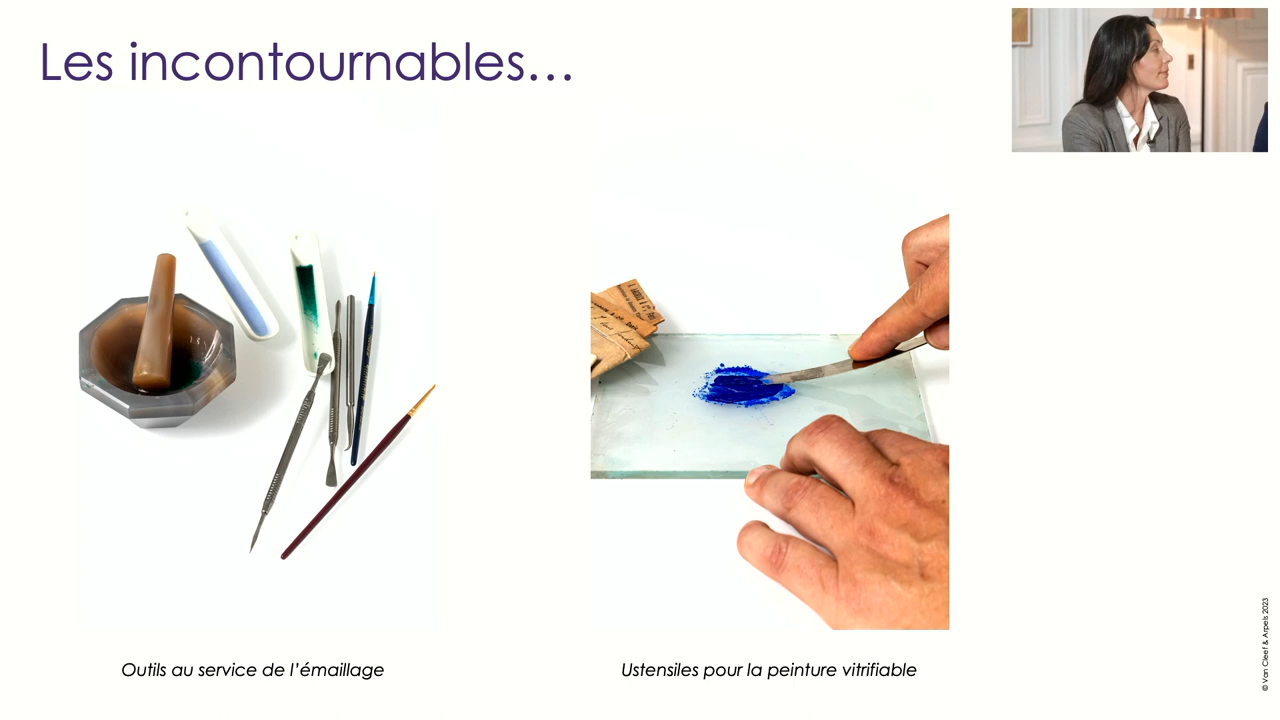 Les incontournables…
Outils au service de l’émaillage
Ustensiles pour la peinture vitrifiable
© Van Cleef & Arpels 2023